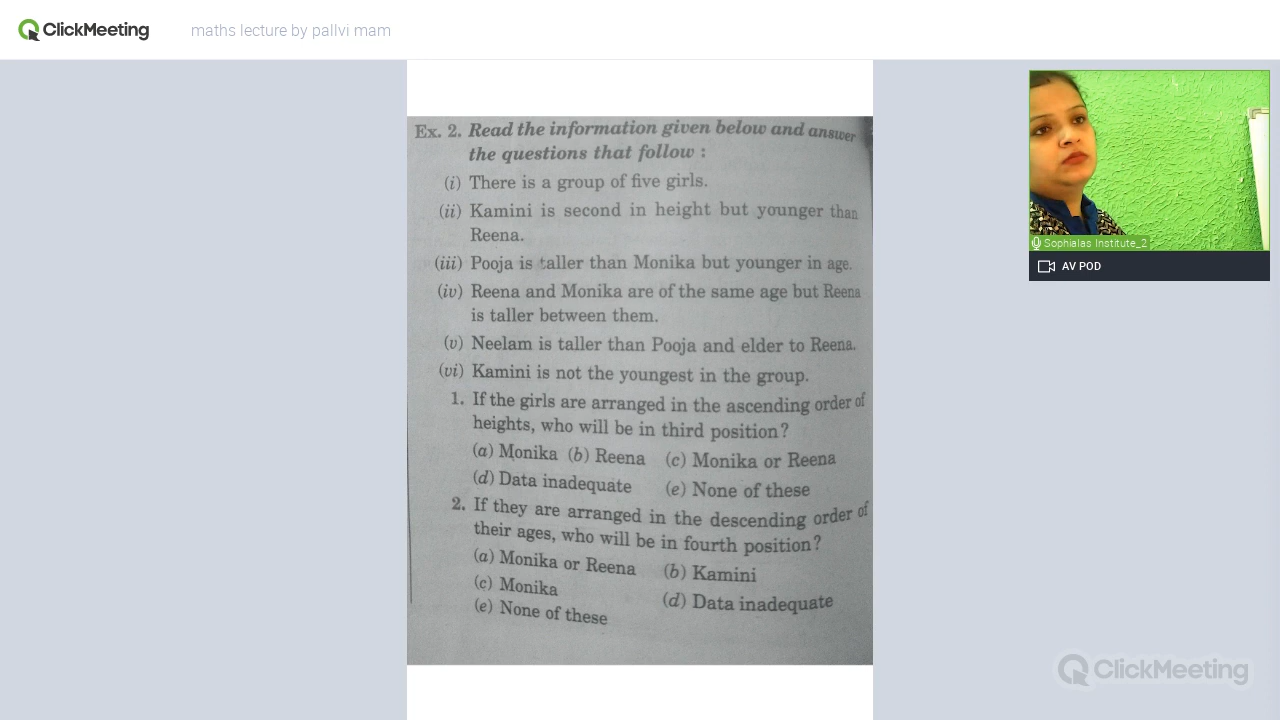 ClickMeeting
maths lecture by pallvi mam
Ex. 2. Read the information given below and answer
the questions that follow :
(i) There is a group of five girls.
(ii) Kamini is second in height but younger than
Reena.
(iii) Pooja is taller than Monika but younger in age.
(iv) Reena and Monika are of the same age but Reena
is taller between them.
(v) Neelam is taller than Pooja and elder to Reena.
(vi) Kamini is not the youngest in the group.
1. If the girls are arranged in the ascending order of
heights, who will be in third position?
(a) Monika (b) Reena (c) Monika or Reena
(d) Data inadequate (e) None of these
2. If they are arranged in the descending order of
their ages, who will be in fourth position?
(a) Monika or Reena (b) Kamini
(c) Monika (d) Data inadequate
(e) None of these
Sophialas Institute_2
AV POD
ClickMeeting